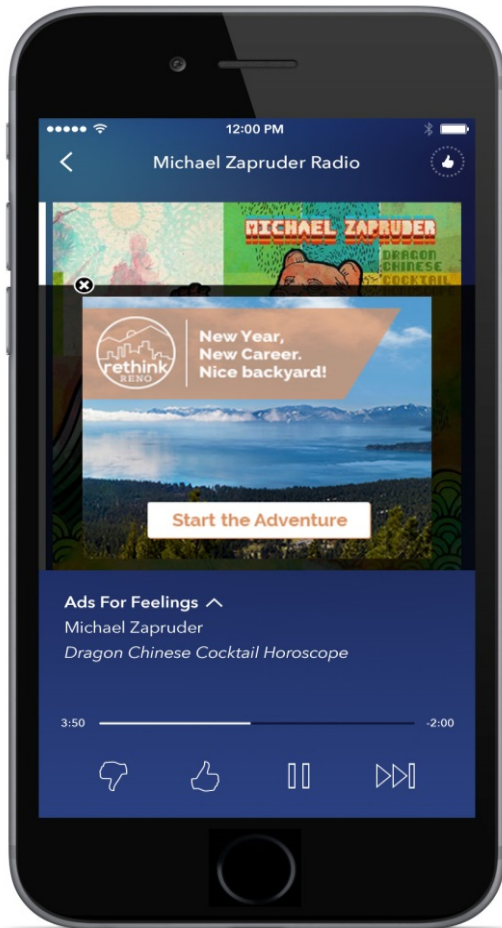 12:00 PM
Michael Zapruder Radio
MICHAEL ZAPRUDER
DRAGON
CHINESE
COCKTAIL
rethink
RENO
New Year,
New Career.
Nice backyard!
Start the Adventure
Ads For Feelings
Michael Zapruder
Dragon Chinese Cocktail Horoscope
3:50
-2:00